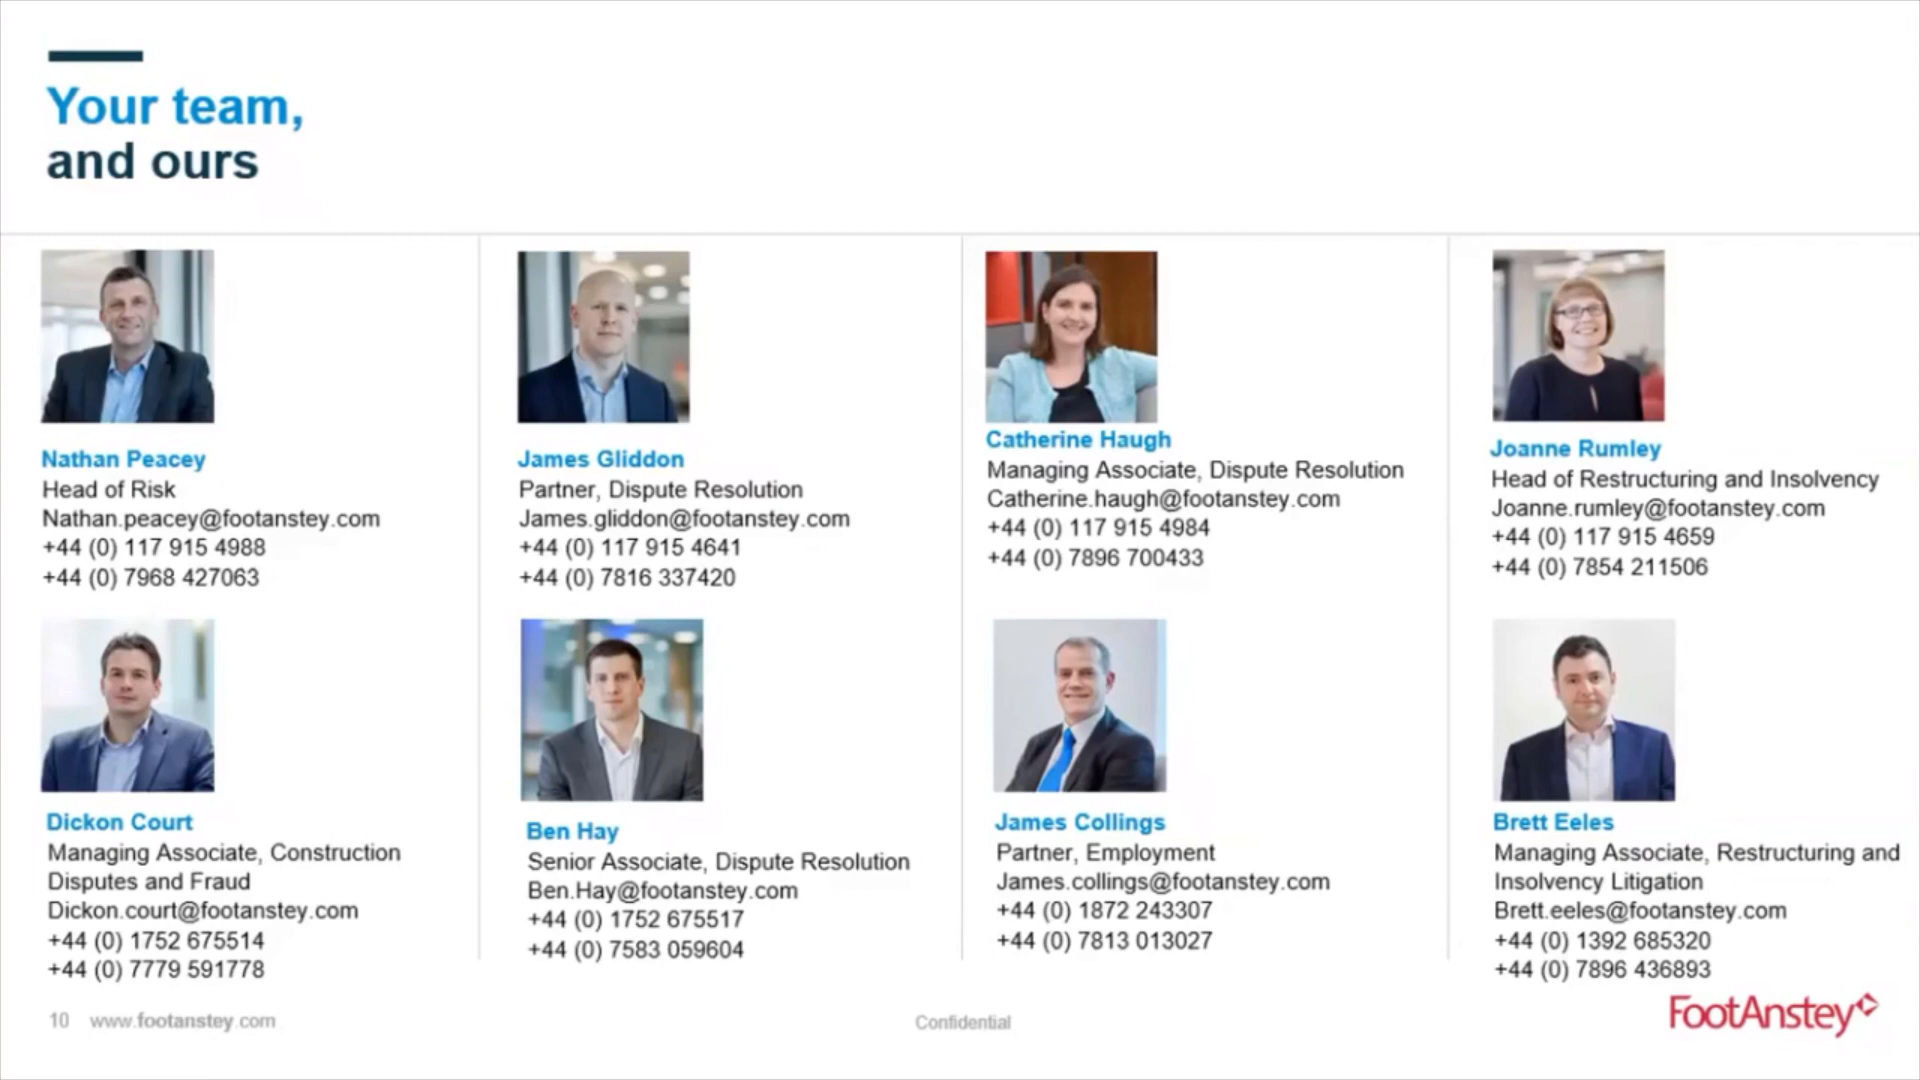 Your team,
and ours
Nathan Peacey
Head of Risk
Nathan.peacey@footanstey.com
+44 (0) 117 915 4988
+44 (0) 7968 427063
James Gliddon
Partner, Dispute Resolution
James.gliddon@footanstey.com
+44 (0) 117 915 4641
+44 (0) 7816 337420
Catherine Haugh
Managing Associate, Dispute Resolution
Catherine.haugh@footanstey.com
+44 (0) 117 915 4984
+44 (0) 7896 700433
Joanne Rumley
Head of Restructuring and Insolvency
Joanne.rumley@footanstey.com
+44 (0) 117 915 4659
+44 (0) 7854 211506
Dickon Court
Managing Associate, Construction
Disputes and Fraud
Dickon.court@footanstey.com
+44 (0) 1752 675514
+44 (0) 7779 591778
Ben Hay
Senior Associate, Dispute Resolution
Ben.Hay@footanstey.com
+44 (0) 1752 675517
+44 (0) 7583 059604
James Collings
Partner, Employment
James.collings@footanstey.com
+44 (0) 1872 243307
+44 (0) 7813 013027
Brett Eeles
Managing Associate, Restructuring and
Insolvency Litigation
Brett.eeles@footanstey.com
+44 (0) 1392 685320
+44 (0) 7896 436893
10 www.footanstey.com
Confidential
FootAnstey